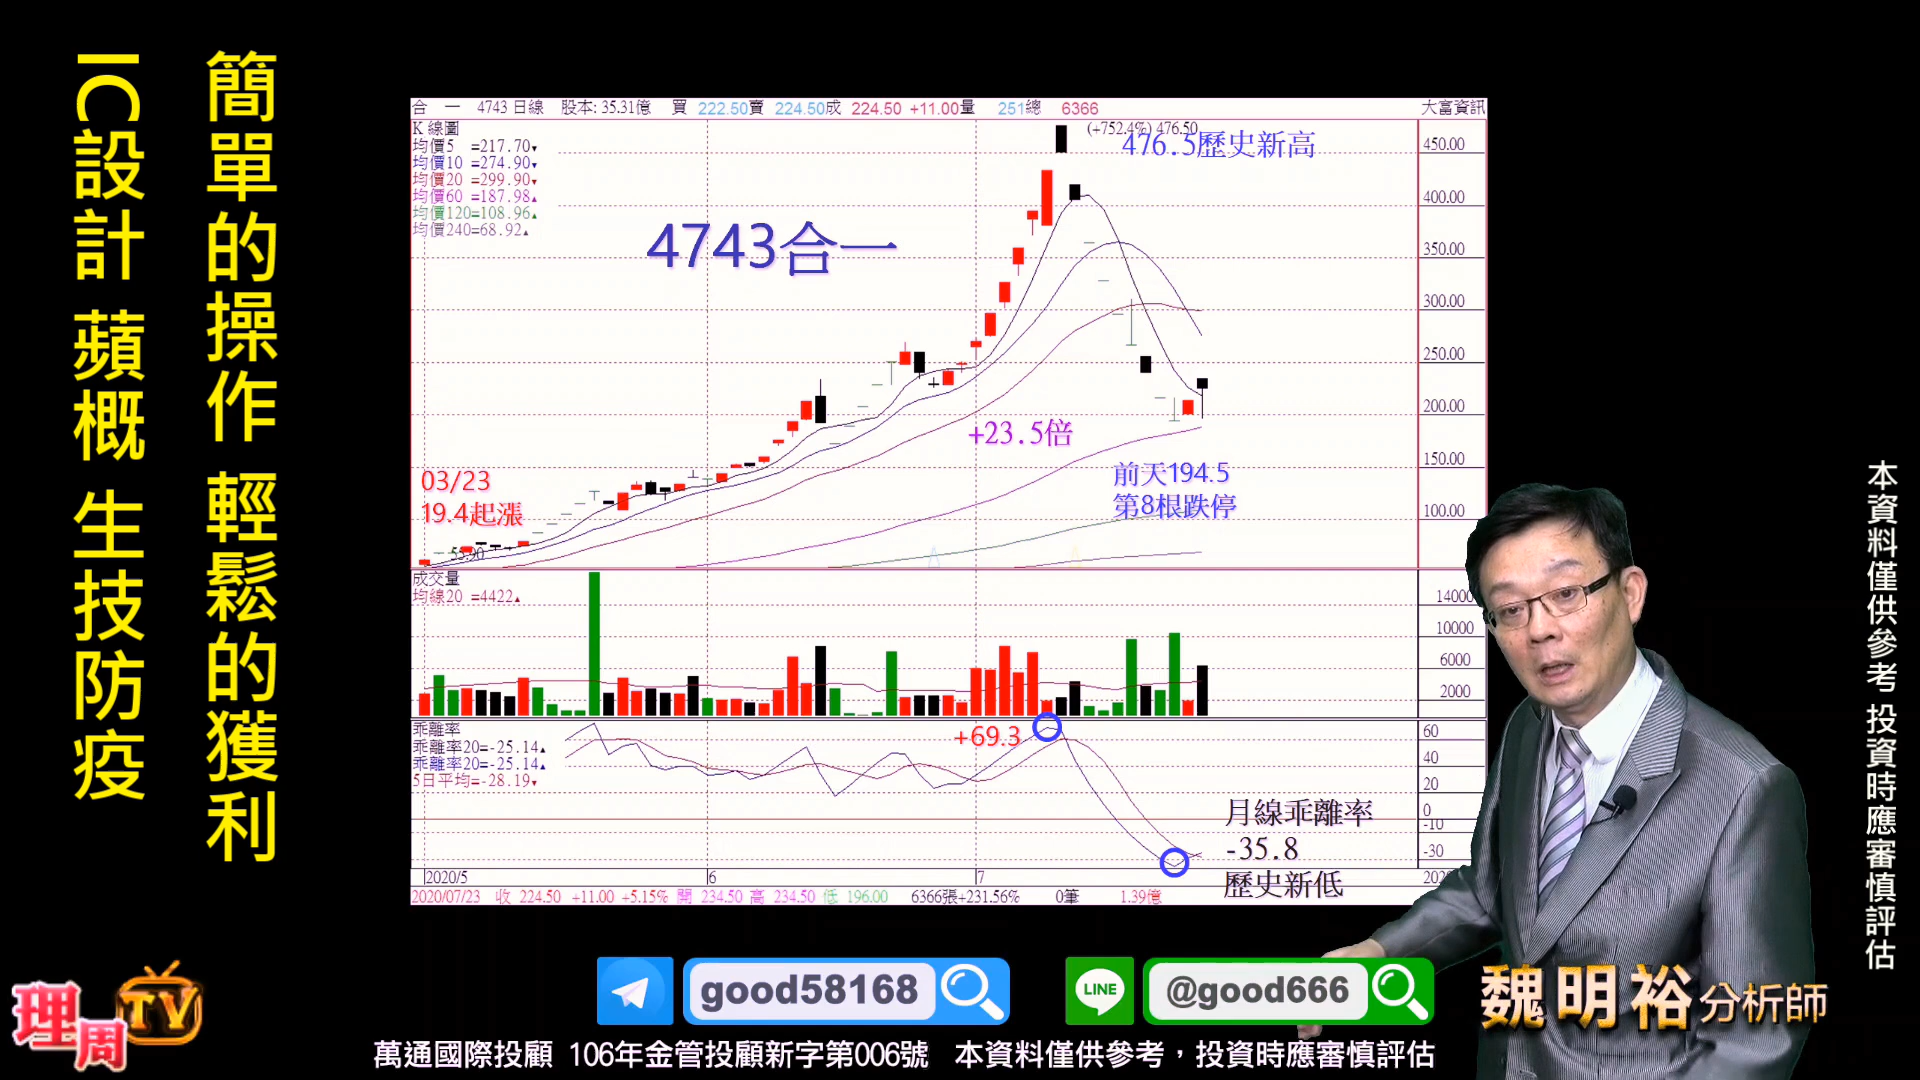 簡單的操作 輕鬆的獲利
IC設計 蘋概 生技防疫
合一 4743 日線 股本: 35.31億 買 222.50賣 224.50成 224.50 +11.00量 251總 6366 大富資訊
K 線圖
均價5 =217.70▼
均價10 =274.90▼
均價20 =299.90▼
均價60 =187.98▲
均價120=108.96▲
均價240=68.92▲
(+752.4%) 476.50
476.5歷史新高
4743合一
+23.5倍
03/23
19.4起漲
前天194.5
第8根跌停
55.90
450.00
400.00
350.00
300.00
250.00
200.00
150.00
100.00
成交量
均線20 =4422▲
14000
10000
6000
2000
乖離率
乖離率20=-25.14▲
乖離率20=-25.14▲
5日平均=-28.19▼
+69.3
60
40
20
0
-10
-30
月線乖離率
-35.8
歷史新低
2020/5 6 7
2020/07/23 收 224.50 +11.00 +5.15% 開 234.50 高 234.50 低 196.00 6366張+231.56% 0筆 1.39億
本資料僅供參考 投資時應審慎評估
理周TV
good58168
LINE
@good666
魏明裕分析師
萬通國際投顧 106年金管投顧新字第006號 本資料僅供參考，投資時應審慎評估